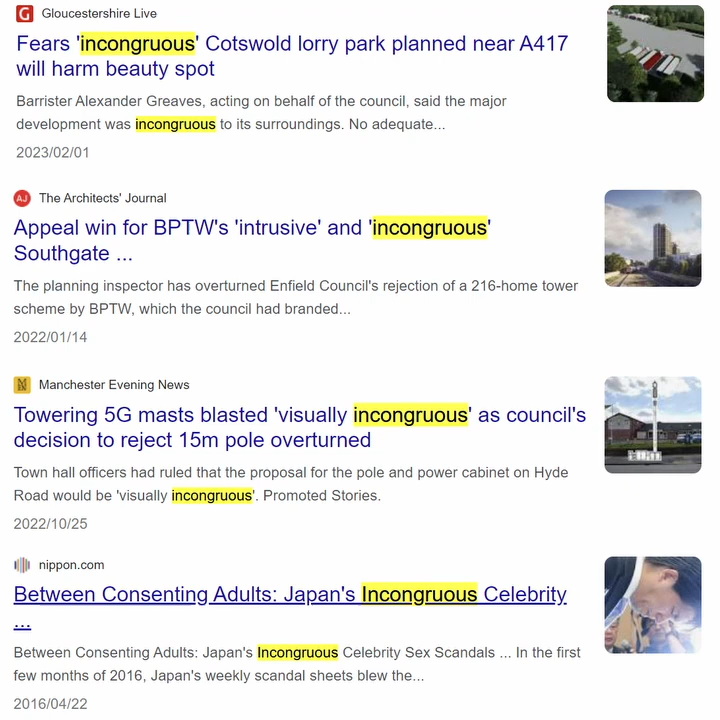 Gloucestershire Live
Fears 'incongruous' Cotswold lorry park planned near A417
will harm beauty spot
Barrister Alexander Greaves, acting on behalf of the council, said the major
development was incongruous to its surroundings. No adequate...
2023/02/01
AJ The Architects' Journal
Appeal win for BPTW's 'intrusive' and 'incongruous'
Southgate ...
The planning inspector has overturned Enfield Council's rejection of a 216-home tower
scheme by BPTW, which the council had branded...
2022/01/14
Manchester Evening News
Towering 5G masts blasted 'visually incongruous' as council's
decision to reject 15m pole overturned
Town hall officers had ruled that the proposal for the pole and power cabinet on Hyde
Road would be 'visually incongruous'. Promoted Stories.
2022/10/25
nippon.com
Between Consenting Adults: Japan's Incongruous Celebrity
...
Between Consenting Adults: Japan's Incongruous Celebrity Sex Scandals ... In the first
few months of 2016, Japan's weekly scandal sheets blew the...
2016/04/22